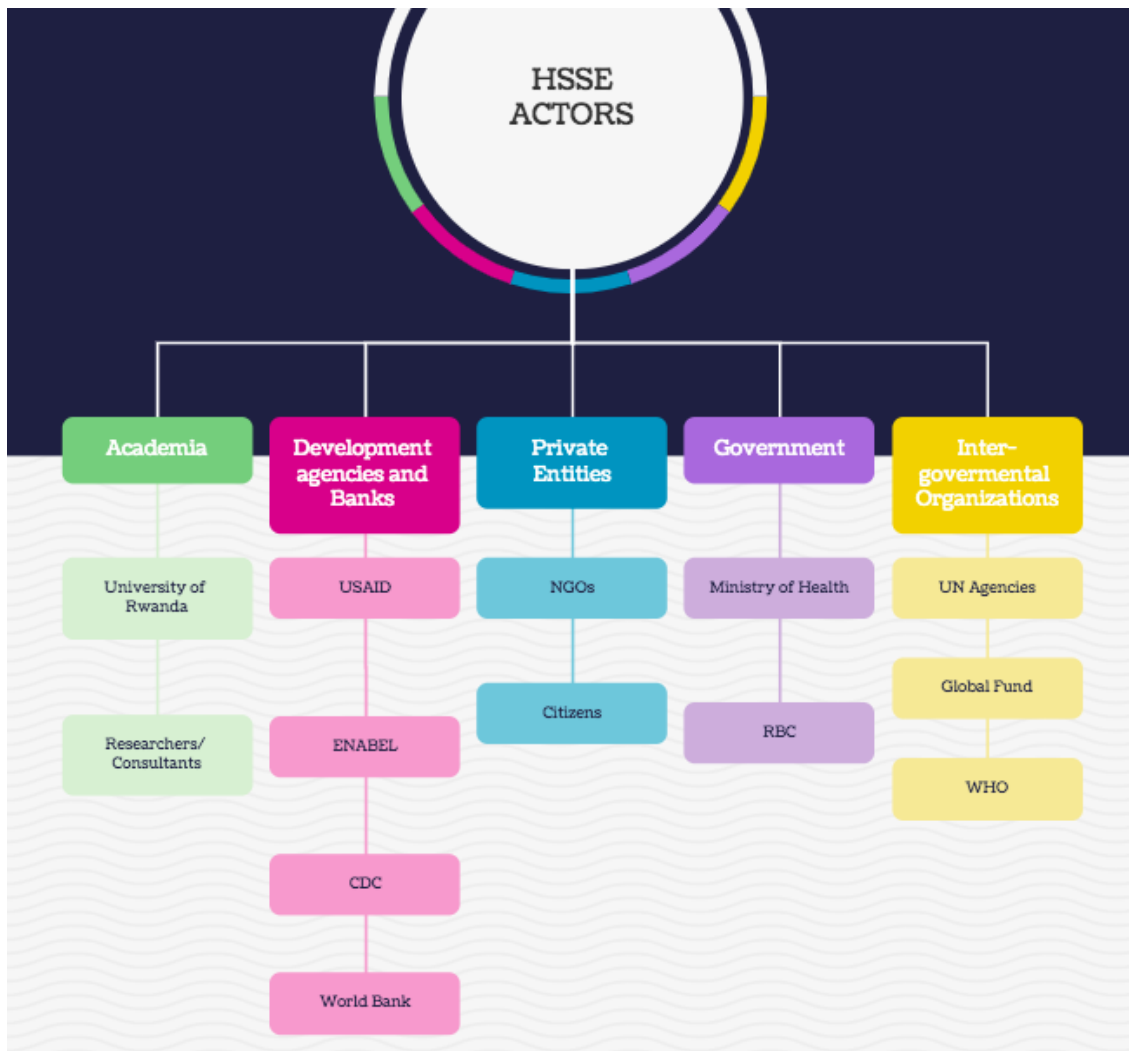 HSSE
ACTORS
Academia
University of
Rwanda
Researchers/
Consultants
Development
agencies and
Banks
USAID
ENABEL
CDC
World Bank
Private
Entities
NGOs
Citizens
Government
Ministry of Health
RBC
Inter-
govermental
Organizations
UN Agencies
Global Fund
WHO